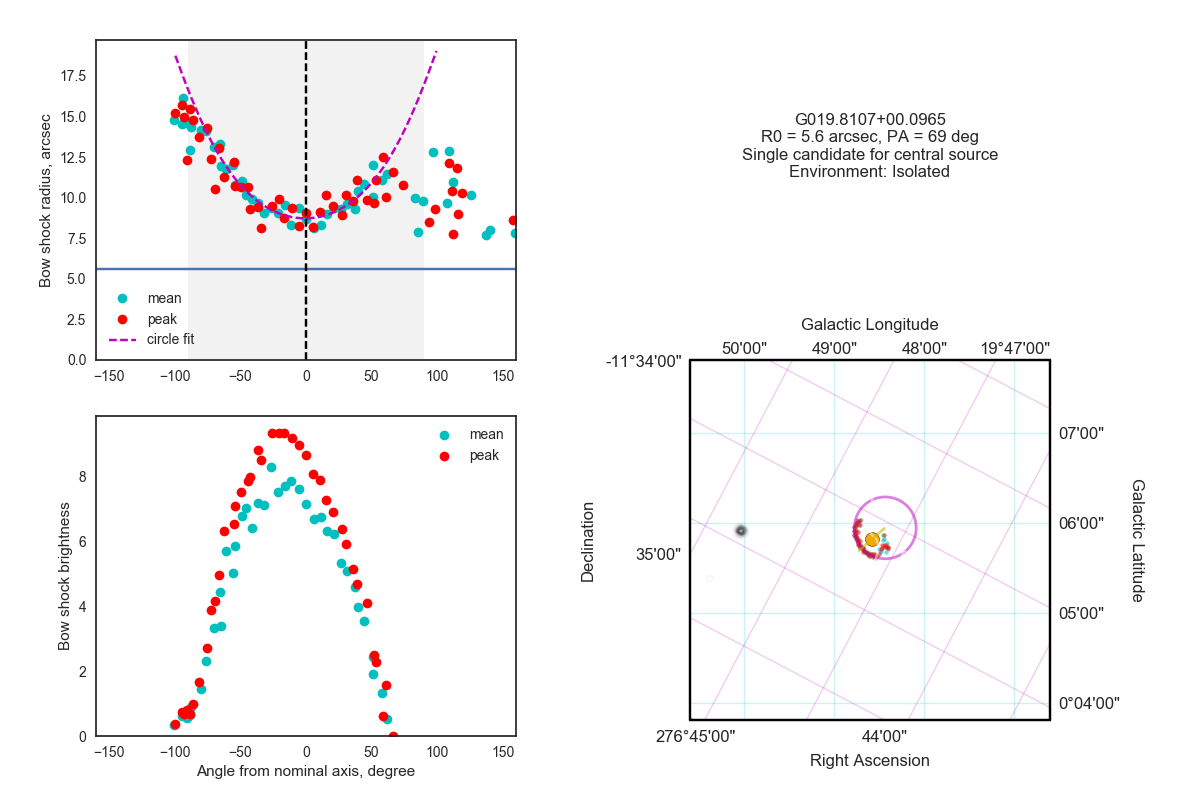 17.5
15.0
12.5
10.0
7.5
5.0
2.5
0.0
Bow shock radius, arcsec
mean
peak
circle fit
−150
−100
−50
0
50
100
150
G019.8107+00.0965
R0 = 5.6 arcsec, PA = 69 deg
Single candidate for central source
Environment: Isolated
8
6
4
2
0
Bow shock brightness
mean
peak
−150
−100
−50
0
50
100
150
Angle from nominal axis, degree
Galactic Longitude
50'00"
49'00"
48'00"
19°47'00"
-11°34'00"
35'00"
Declination
07'00"
06'00"
05'00"
0°04'00"
Galactic Latitude
276°45'00"
44'00"
Right Ascension